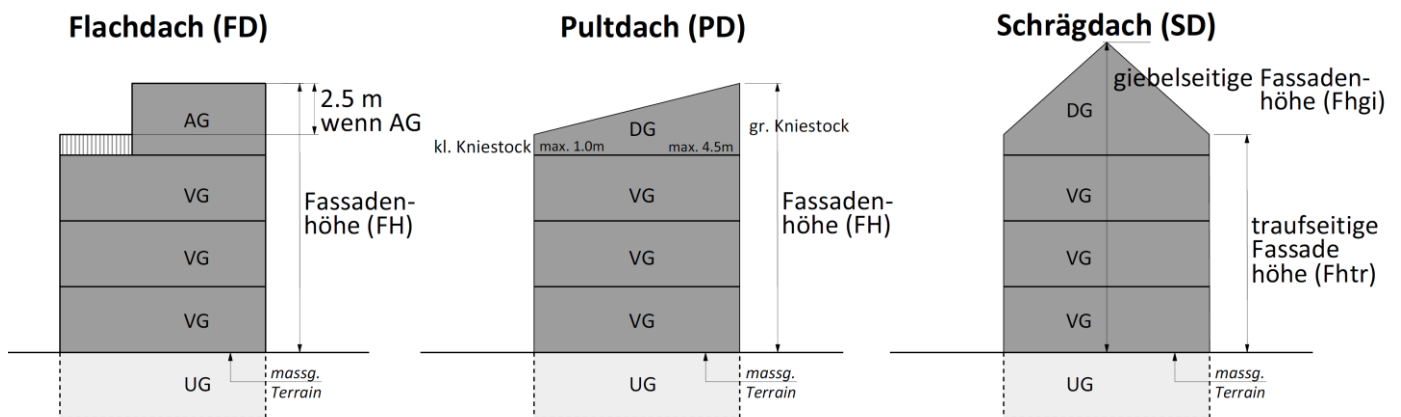 Flachdach (FD)
AG
2.5 m
wenn AG
VG
VG
VG
Fassaden-
höhe (FH)
UG
massg.
Terrain
Pultdach (PD)
DG
kl. Kniestock
max. 1.0m
max. 4.5m
gr. Kniestock
VG
VG
VG
Fassaden-
höhe (FH)
UG
massg.
Terrain
Schrägdach (SD)
giebelseitige Fassaden-
höhe (Fhgi)
DG
VG
VG
VG
traufseitige
Fassade
höhe (Fhtr)
UG
massg.
Terrain